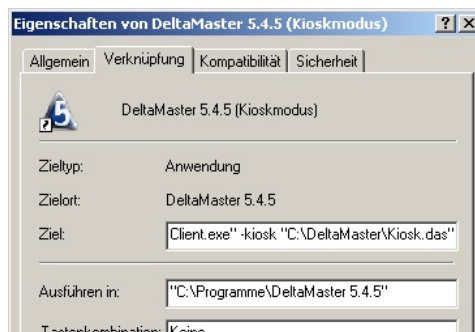 Eigenschaften von DeltaMaster 5.4.5 (Kioskmodus)
Allgemein Verknüpfung Kompatibilität Sicherheit
5 DeltaMaster 5.4.5 (Kioskmodus)
Zieltyp: Anwendung
Zielort: DeltaMaster 5.4.5
Ziel: Client.exe" -kiosk "C:\DeltaMaster\Kiosk.das"
Ausführen in: "C:\Programme\DeltaMaster 5.4.5"
Tastenkombination: Keine